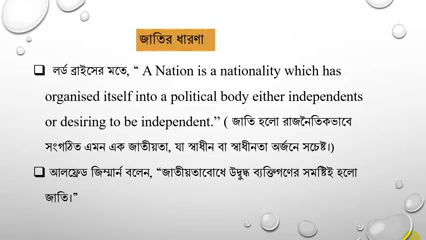 জাতির ধারণা
❑ লর্ড ব্রাইসের মতে, “ A Nation is a nationality which has
organised itself into a political body either independents
or desiring to be independent.” ( জাতি হলো রাজনৈতিকভাবে
সংগঠিত এমন এক জাতীয়তা, যা স্বাধীন বা স্বাধীনতা অর্জনে সচেষ্ট।)
❑ আলফ্রেড জিম্মার্ন বলেন, “জাতীয়তাবোধে উদ্বুদ্ধ ব্যক্তিগণের সমষ্টিই হলো
জাতি।”